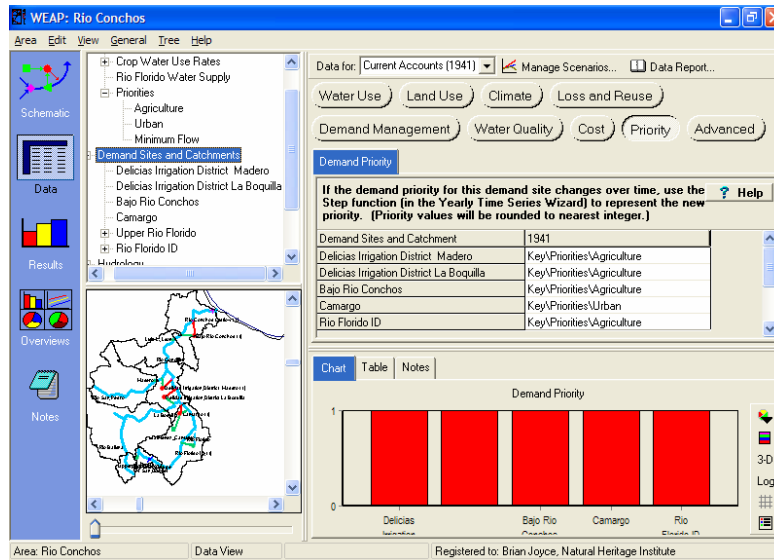 WEAP: Rio Conchos
Area Edit View General Tree Help
Schematic
Data
Results
Overviews
Notes
Crop Water Use Rates
Rio Florido Water Supply
Priorities
Agriculture
Urban
Minimum Flow
Demand Sites and Catchments
Delicias Irrigation District Madero
Delicias Irrigation District La Boquilla
Bajo Rio Conchos
Camargo
Upper Rio Florido
Rio Florido ID
Hydrology
Data for: Current Accounts (1941) Manage Scenarios... Data Report...
Water Use Land Use Climate Loss and Reuse
Demand Management Water Quality Cost Priority Advanced
Demand Priority
If the demand priority for this demand site changes over time, use the
Step function (in the Yearly Time Series Wizard) to represent the new
priority. (Priority values will be rounded to nearest integer.)
? Help
Demand Sites and Catchment 1941
Delicias Irrigation District Madero Key\Priorities\Agriculture
Delicias Irrigation District La Boquilla Key\Priorities\Agriculture
Bajo Rio Conchos Key\Priorities\Agriculture
Camargo Key\Priorities\Urban
Rio Florido ID Key\Priorities\Agriculture
Chart Table Notes
Demand Priority
1
0
Delicias
Irrigation
Bajo Rio
Conchos
Camargo
Rio
Florido ID
3-D
Log
Area: Rio Conchos Data View Registered to: Brian Joyce, Natural Heritage Institute